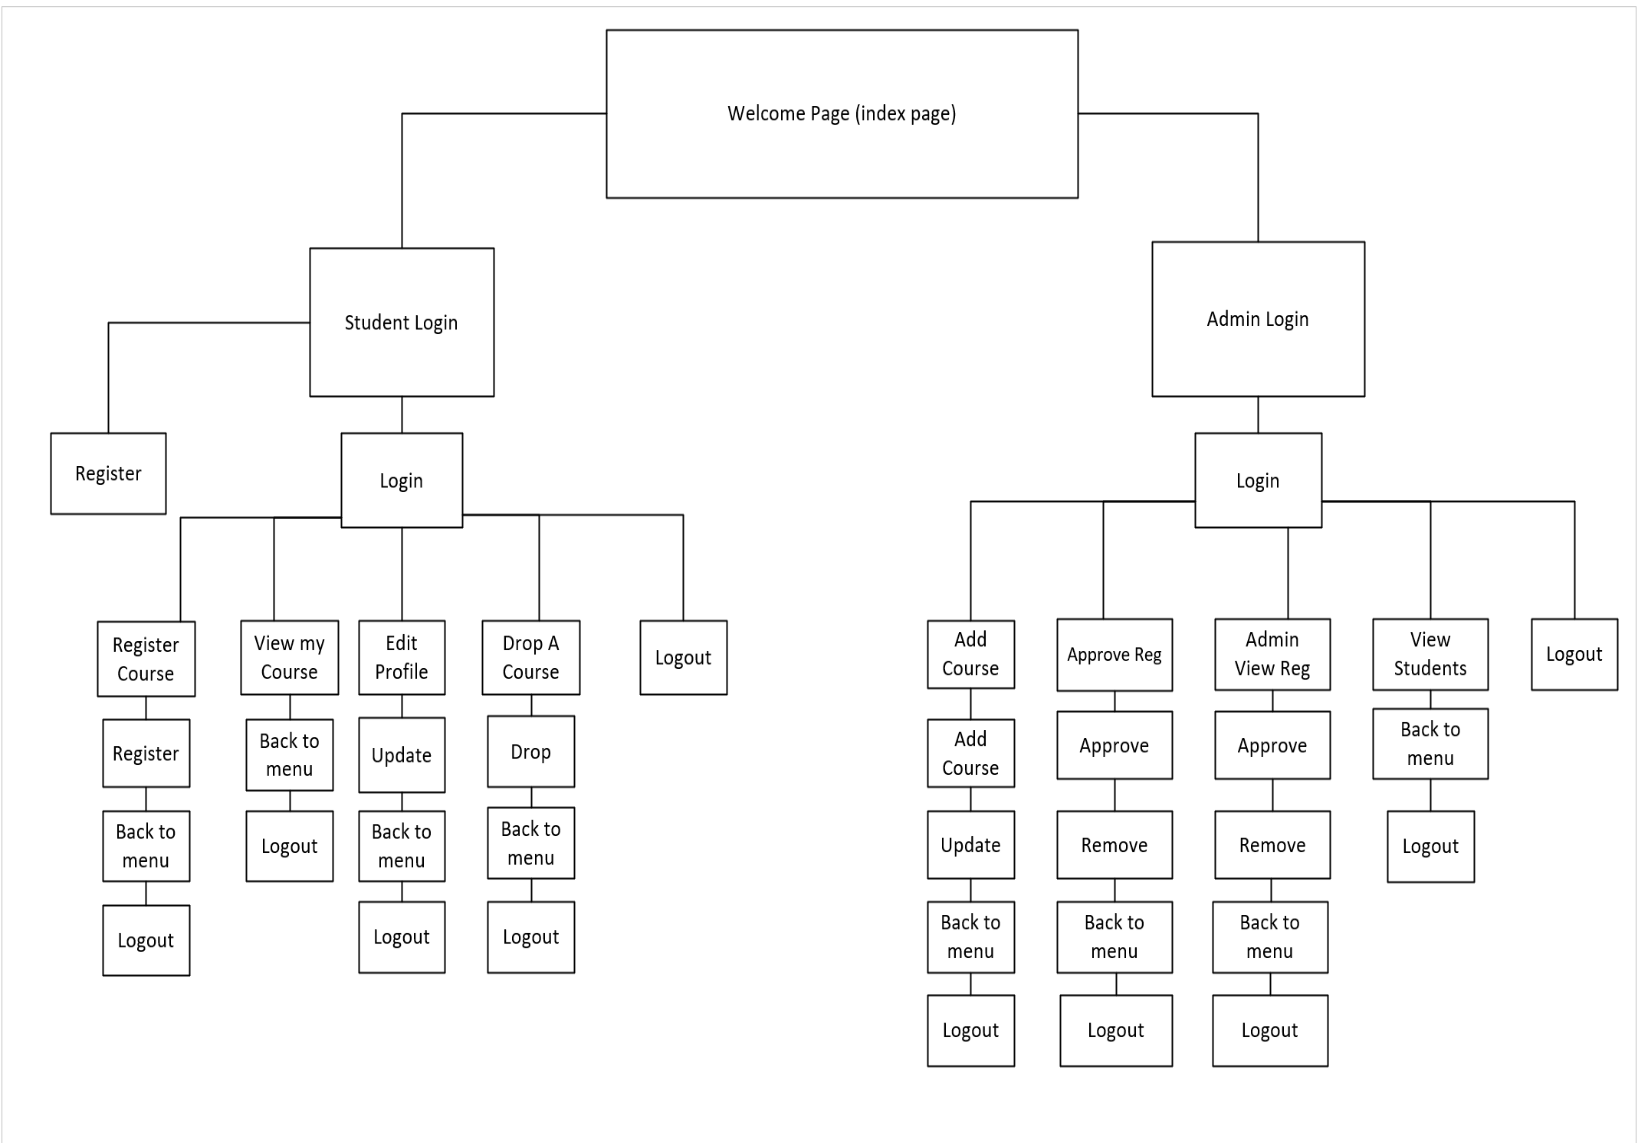 Welcome Page (index page)
Student Login
Admin Login
Register
Login
Login
Register
Course
View my
Course
Edit
Profile
Drop A
Course
Logout
Add
Course
Approve Reg
Admin
View Reg
View
Students
Logout
Register
Back to
menu
Update
Drop
Add
Course
Approve
Approve
Back to
menu
Back to
menu
Logout
Back to
menu
Back to
menu
Update
Remove
Remove
Logout
Logout
Logout
Logout
Back to
menu
Back to
menu
Back to
menu
Logout
Logout
Logout